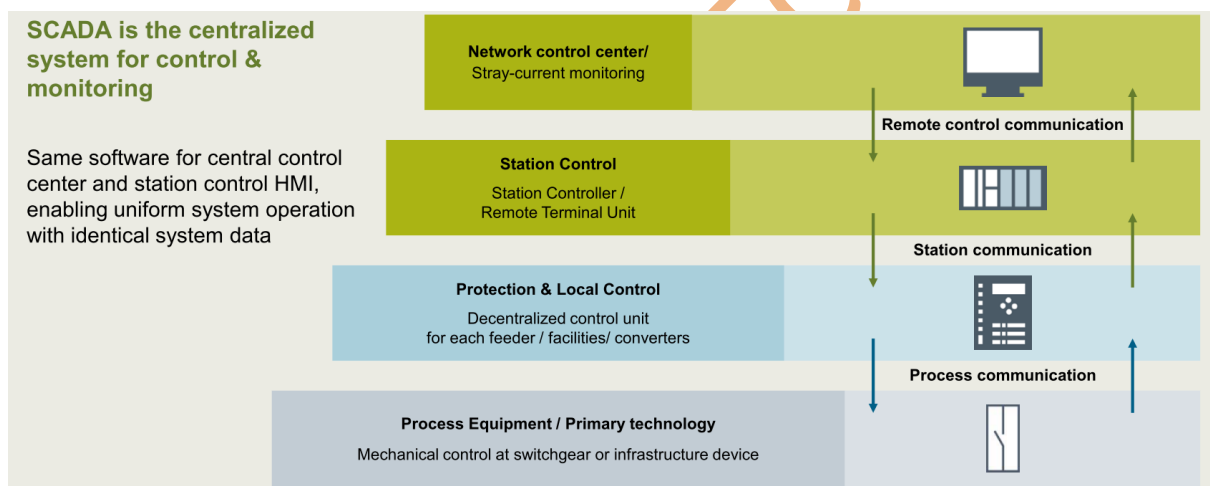 SCADA is the centralized
system for control &
monitoring
Same software for central control
center and station control HMI,
enabling uniform system operation
with identical system data
Network control center/
Stray-current monitoring
Remote control communication
Station Control
Station Controller /
Remote Terminal Unit
Station communication
Protection & Local Control
Decentralized control unit
for each feeder / facilities/ converters
Process communication
Process Equipment / Primary technology
Mechanical control at switchgear or infrastructure device